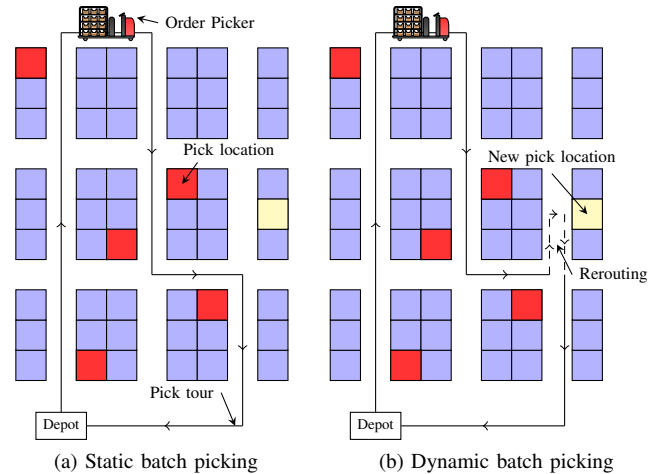 Order Picker
Pick location
New pick location
Rerouting
Pick tour
Depot
Depot
(a) Static batch picking
(b) Dynamic batch picking